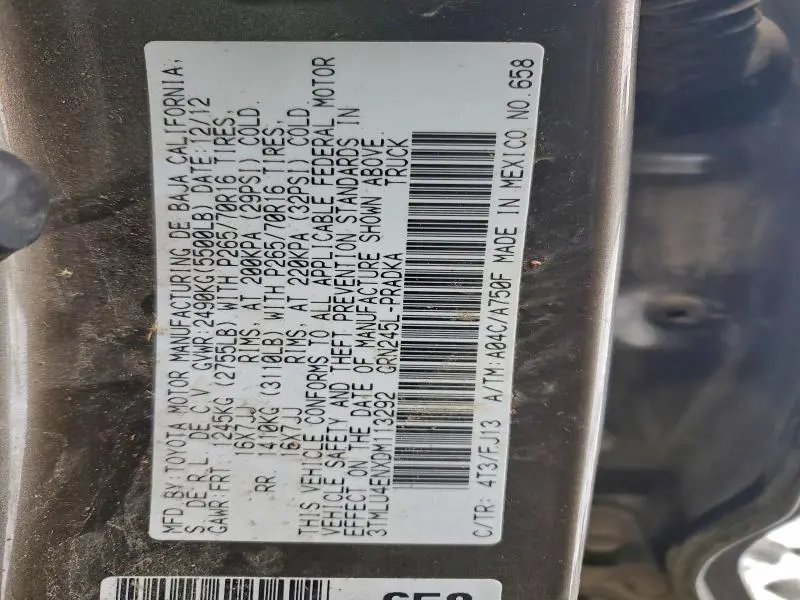 MFD.BY:TOYOTA MOTOR MANUFACTURING DE BAJA CALIFORNIA,
S. DE R.L. DE C.V. GVWR:2490KG(5500LB) DATE:12/12
GAWR:FRT. 1245KG (2755LB) WITH P265/70R16 TIRES,
16X7JJ RIMS, AT 200KPA (29PSI) COLD.
RR. 1410KG (3110LB) WITH P265/70R16 TIRES,
16X7JJ RIMS, AT 220KPA (32PSI) COLD.
THIS VEHICLE CONFORMS TO ALL APPLICABLE FEDERAL MOTOR
VEHICLE SAFETY AND THEFT PREVENTION STANDARDS IN
EFFECT ON THE DATE OF MANUFACTURE SHOWN ABOVE.
3TMLU4ENXDM113292 GRN245L-PRADKA TRUCK
C/TR: 4T3/FJ13 A/TM:A04C/A750F MADE IN MEXICO NO.658
658